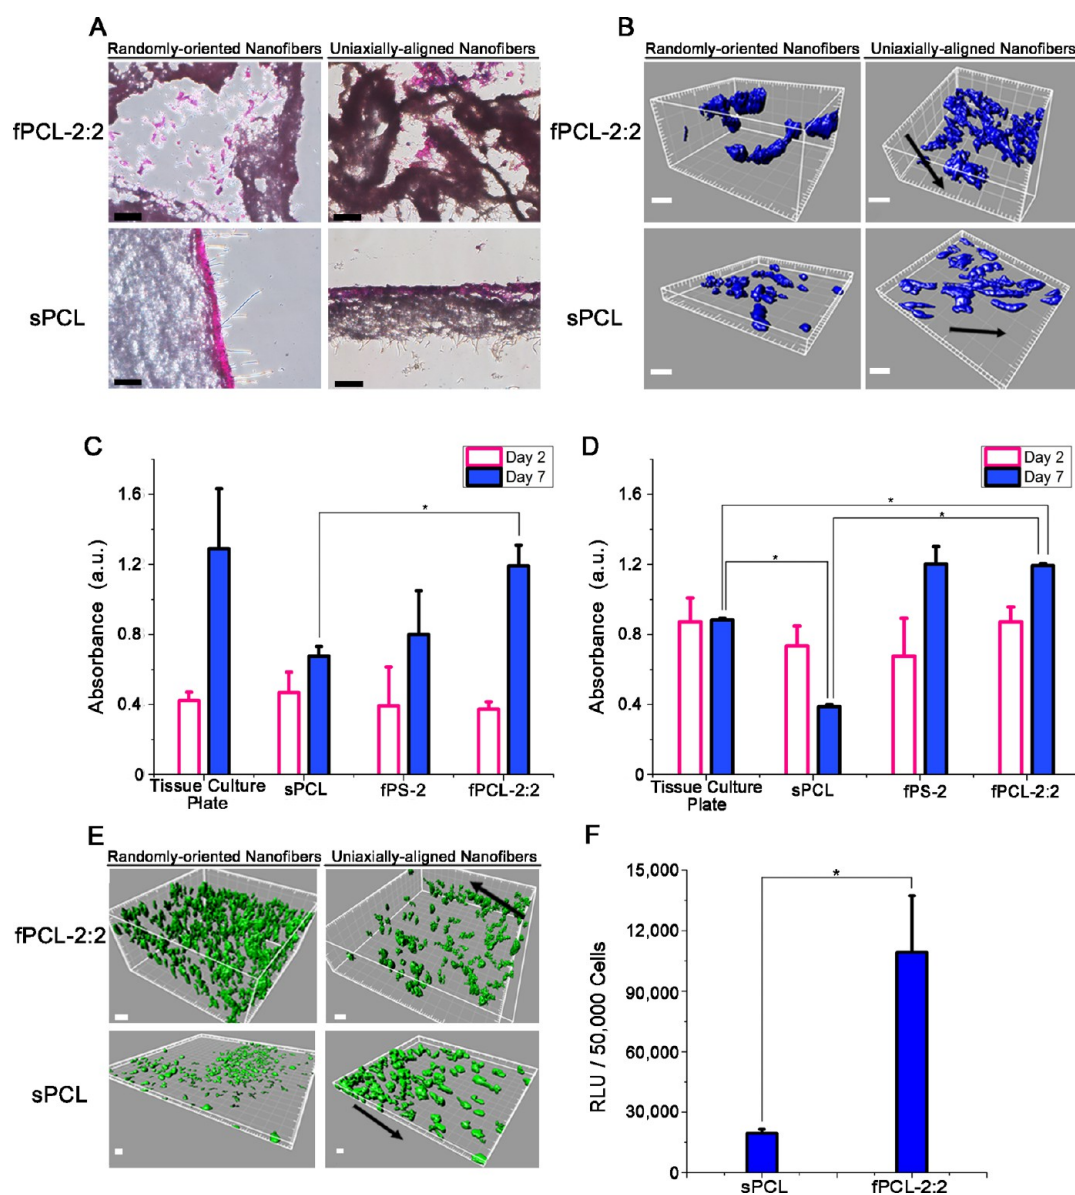 A
Randomly-oriented Nanofibers
Uniaxially-aligned Nanofibers
fPCL-2:2
sPCL
B
Randomly-oriented Nanofibers
Uniaxially-aligned Nanofibers
fPCL-2:2
sPCL
C
Day 2
Day 7
1.6
1.2
0.8
0.4
0
Absorbance (a.u.)
*
Tissue Culture
Plate
sPCL
fPS-2
fPCL-2:2
D
Day 2
Day 7
1.6
1.2
0.8
0.4
0
Absorbance (a.u.)
*
*
*
Tissue Culture
Plate
sPCL
fPS-2
fPCL-2:2
E
Randomly-oriented Nanofibers
Uniaxially-aligned Nanofibers
fPCL-2:2
sPCL
F
15,000
12,000
90,000
60,000
30,000
0
RLU / 50,000 Cells
*
sPCL
fPCL-2:2